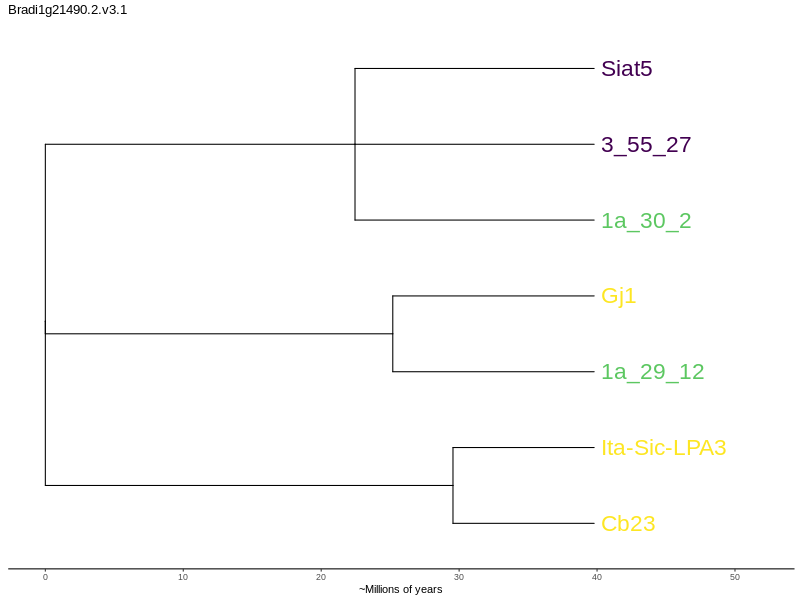 Bradi1g21490.2.v3.1
Siat5
3_55_27
1a_30_2
Gj1
1a_29_12
Ita-Sic-LPA3
Cb23
0 10 20 30 40 50
~Millions of years